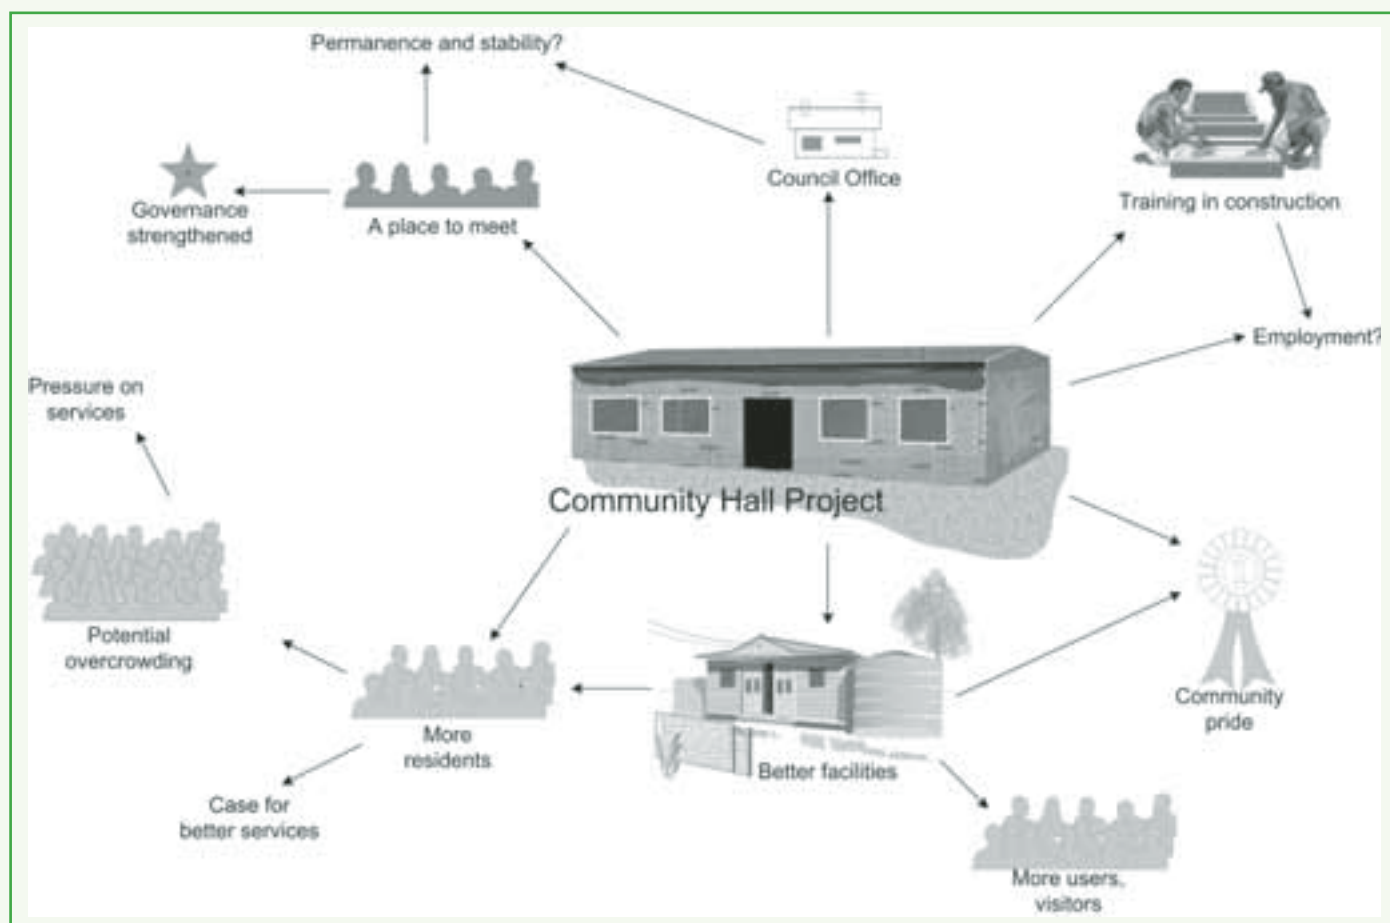 Permanence and stability?
Council Office
Training in construction
Governance
strengthened
A place to meet
Employment?
Pressure on
services
Community Hall Project
Potential
overcrowding
More
residents
Better facilities
Community
pride
Case for
better services
More users,
visitors